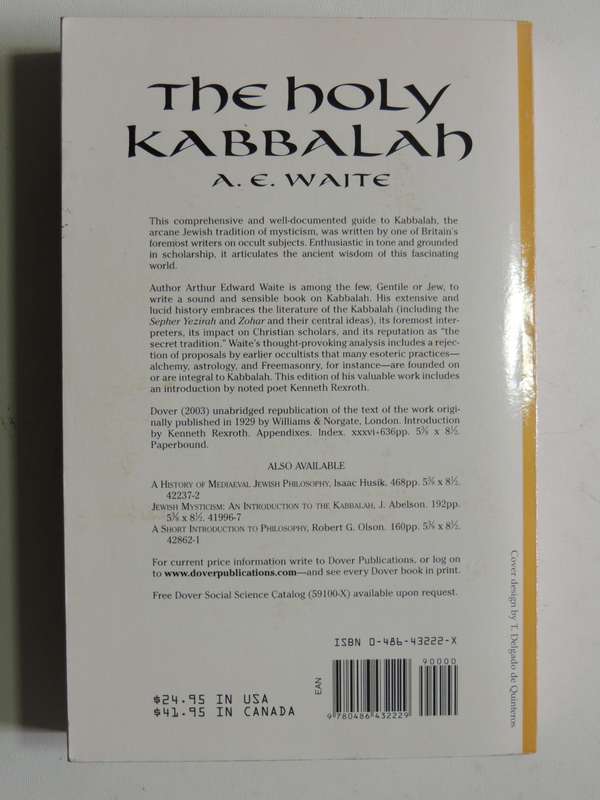 The Holy
Kabbalah
A. E. Waite
This comprehensive and well-documented guide to Kabbalah, the
arcane Jewish tradition of mysticism, was written by one of Britain's
foremost writers on occult subjects. Enthusiastic in tone and grounded
in scholarship, it articulates the ancient wisdom of this fascinating
world.
Author Arthur Edward Waite is among the few, Gentile or Jew, to
write a sound and sensible book on Kabbalah. His extensive and
lucid history embraces the literature of the Kabbalah (including the
Sepher Yezirah and Zohar and their central ideas), its foremost inter-
preters, its impact on Christian scholars, and its reputation as "the
secret tradition." Waite's thought-provoking analysis includes a rejec-
tion of proposals by earlier occultists that many esoteric practices—
alchemy, astrology, and Freemasonry, for instance—are founded on
or are integral to Kabbalah. This edition of his valuable work includes
an introduction by noted poet Kenneth Rexroth.
Dover (2003) unabridged republication of the text of the work origi-
nally published in 1929 by Williams & Norgate, London. Introduction
by Kenneth Rexroth. Appendixes. Index. xxxvi+636pp. 5⅜ x 8½.
Paperbound.
ALSO AVAILABLE
A History of Mediaeval Jewish Philosophy, Isaac Husik. 468pp. 5⅜ x 8½.
42237-2
Jewish Mysticism: An Introduction to the Kabbalah, J. Abelson. 192pp.
5⅜ x 8½. 41996-7
A Short Introduction to Philosophy, Robert G. Olson. 160pp. 5⅜ x 8½.
42862-1
For current price information write to Dover Publications, or log on
to www.doverpublications.com—and see every Dover book in print.
Free Dover Social Science Catalog (59100-X) available upon request.
Cover design by T. Delgado de Quinteros
ISBN 0-486-43222-X
90000
EAN
9780486432229
$24.95 IN USA
$41.95 IN CANADA